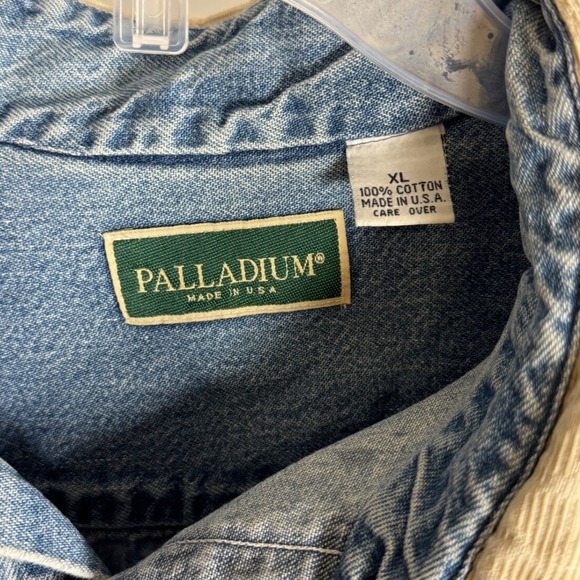 XL
100% COTTON
MADE IN U.S.A.
CARE OVER
PALLADIUM®
MADE IN USA